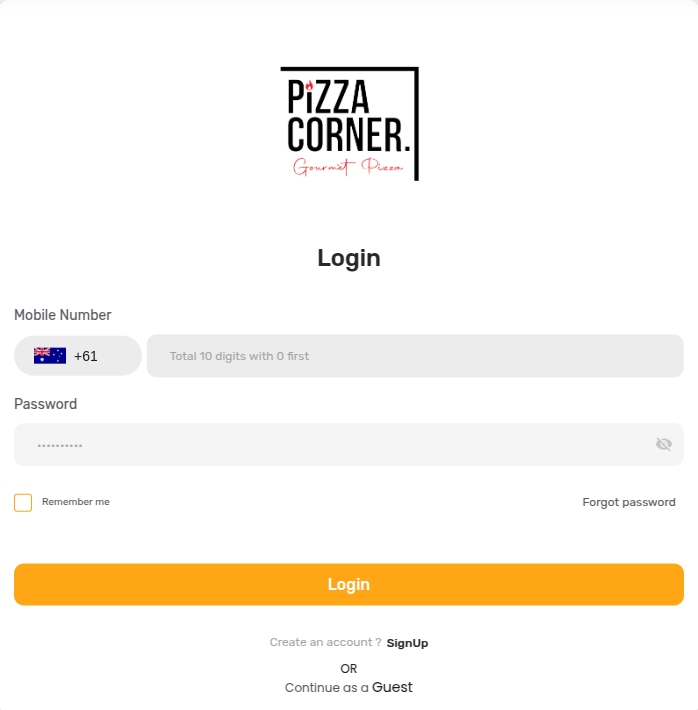 PiZZA
CORNER.
Gourmet Pizza
Login
Mobile Number
+61 Total 10 digits with 0 first
Password
Remember me Forgot password
Login
Create an account ? SignUp
OR
Continue as a Guest